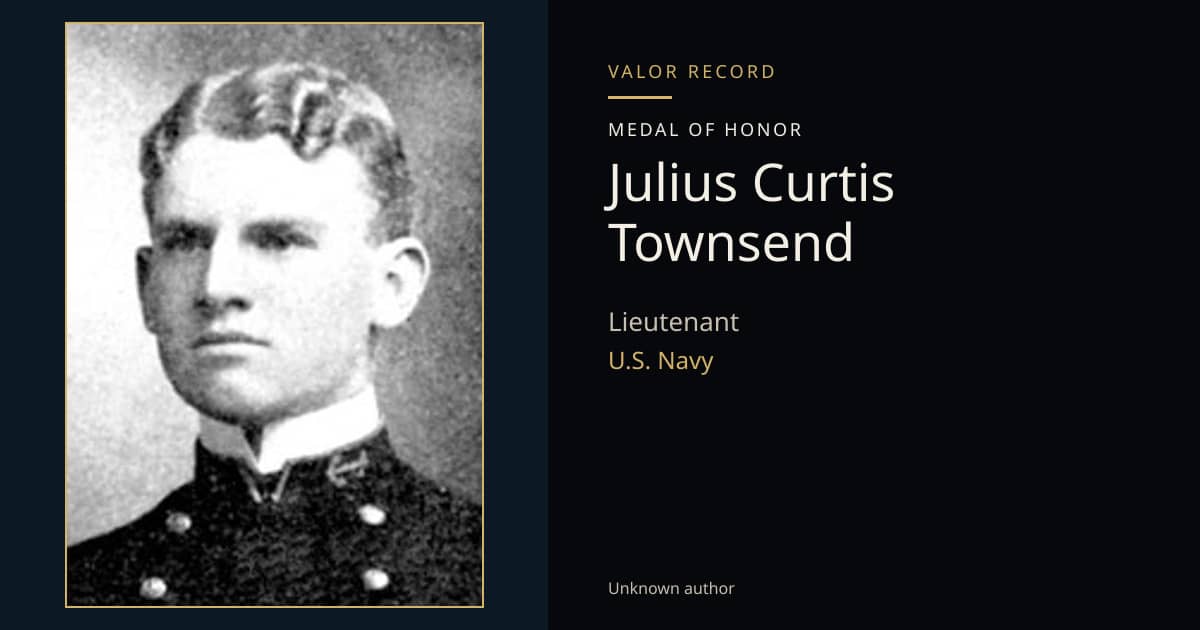 VALOR RECORD
MEDAL OF HONOR
Julius Curtis
Townsend
Lieutenant
U.S. Navy
Unknown author